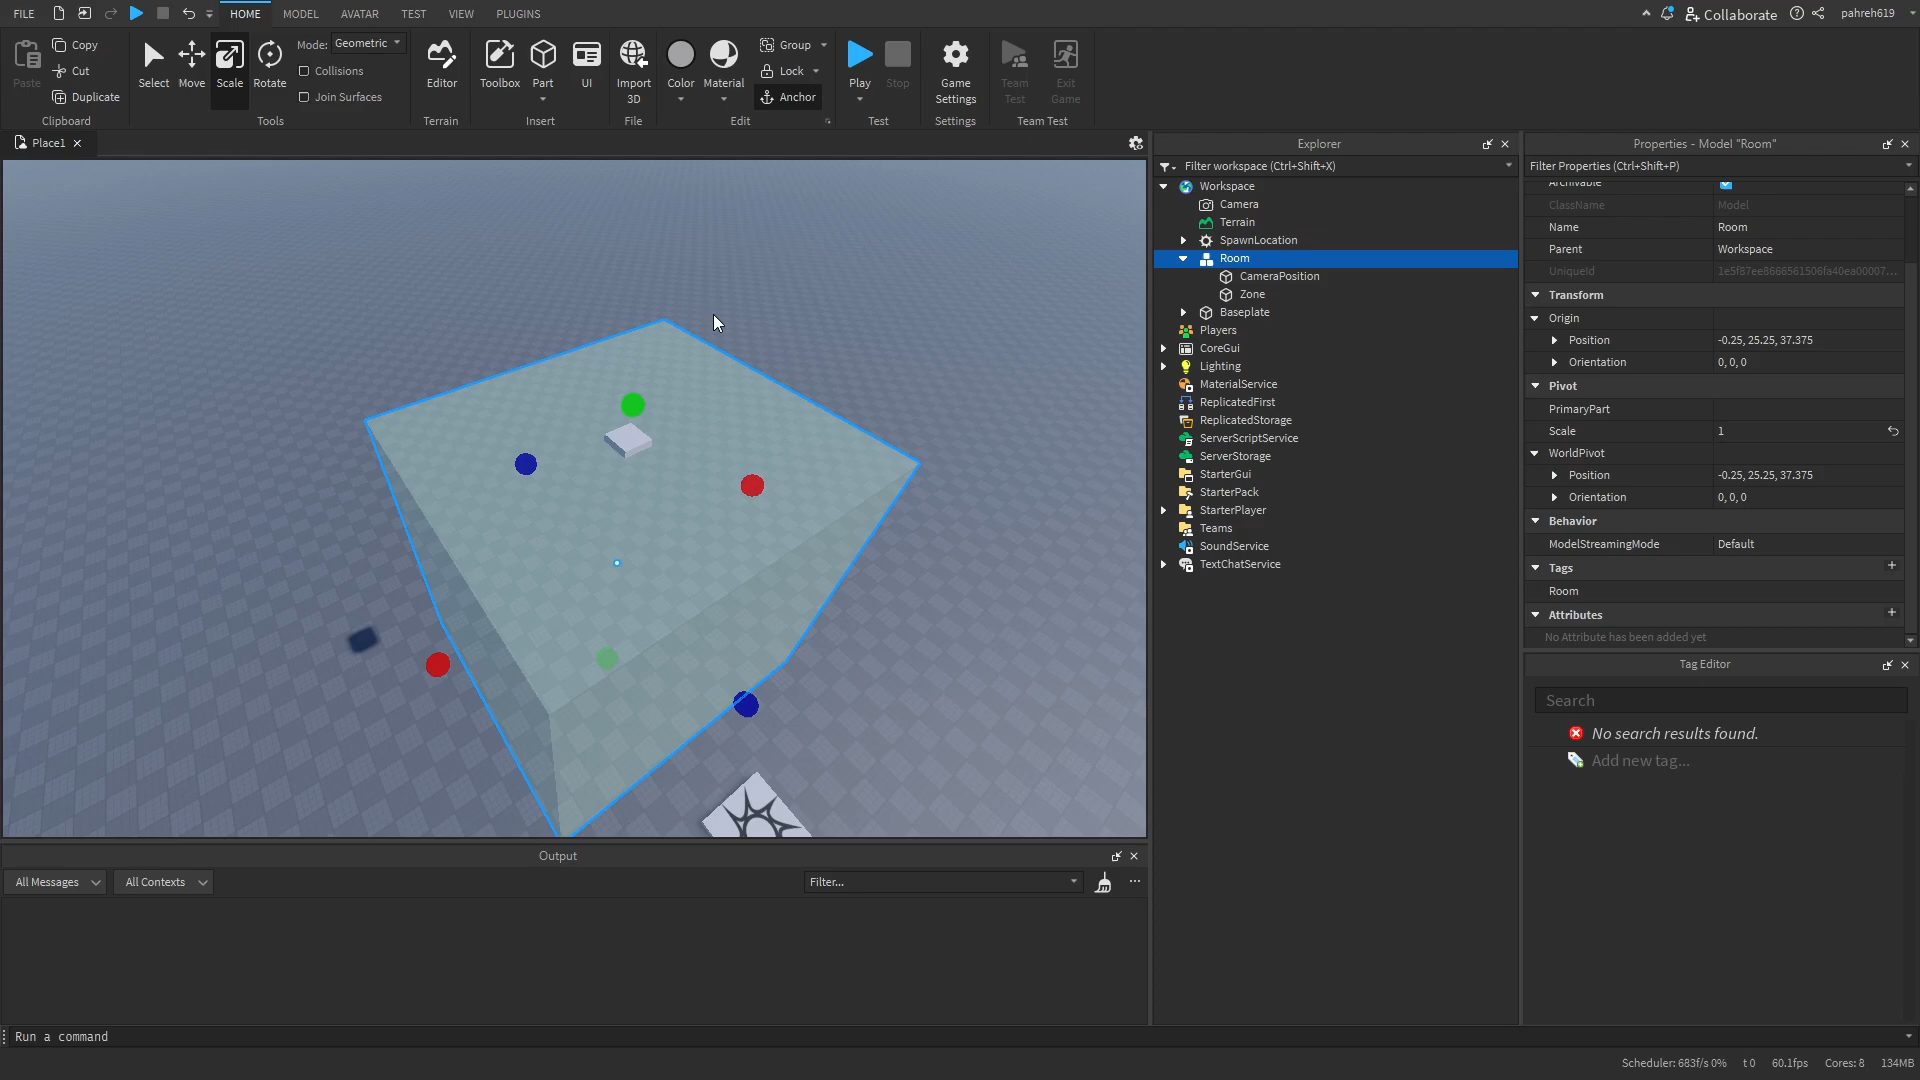 FILE HOME MODEL AVATAR TEST VIEW PLUGINS Collaborate pahreh619
Paste Copy Cut Duplicate Clipboard
Select Move Scale Rotate Mode: Geometric Collisions Join Surfaces Tools
Editor Terrain
Toolbox Part UI Insert
Import 3D File
Color Material Group Lock Anchor Edit
Play Stop Test
Game Settings Settings
Team Test Exit Game Team Test
Place1
Explorer
Filter workspace (Ctrl+Shift+X)
Workspace
Camera
Terrain
SpawnLocation
Room
CameraPosition
Zone
Baseplate
Players
CoreGui
Lighting
MaterialService
ReplicatedFirst
ReplicatedStorage
ServerScriptService
ServerStorage
StarterGui
StarterPack
StarterPlayer
Teams
SoundService
TextChatService
Properties - Model "Room"
Filter Properties (Ctrl+Shift+P)
Archivable
ClassName Model
Name Room
Parent Workspace
UniqueId 1e5f87ee8666561506fa40ea00007...
Transform
Origin
Position -0.25, 25.25, 37.375
Orientation 0, 0, 0
Pivot
PrimaryPart
Scale 1
WorldPivot
Position -0.25, 25.25, 37.375
Orientation 0, 0, 0
Behavior
ModelStreamingMode Default
Tags +
Room
Attributes +
No Attribute has been added yet
Tag Editor
Search
No search results found.
Add new tag...
Output
All Messages All Contexts Filter... ...
Run a command
Scheduler: 683f/s 0% t 0 60.1fps Cores: 8 134MB